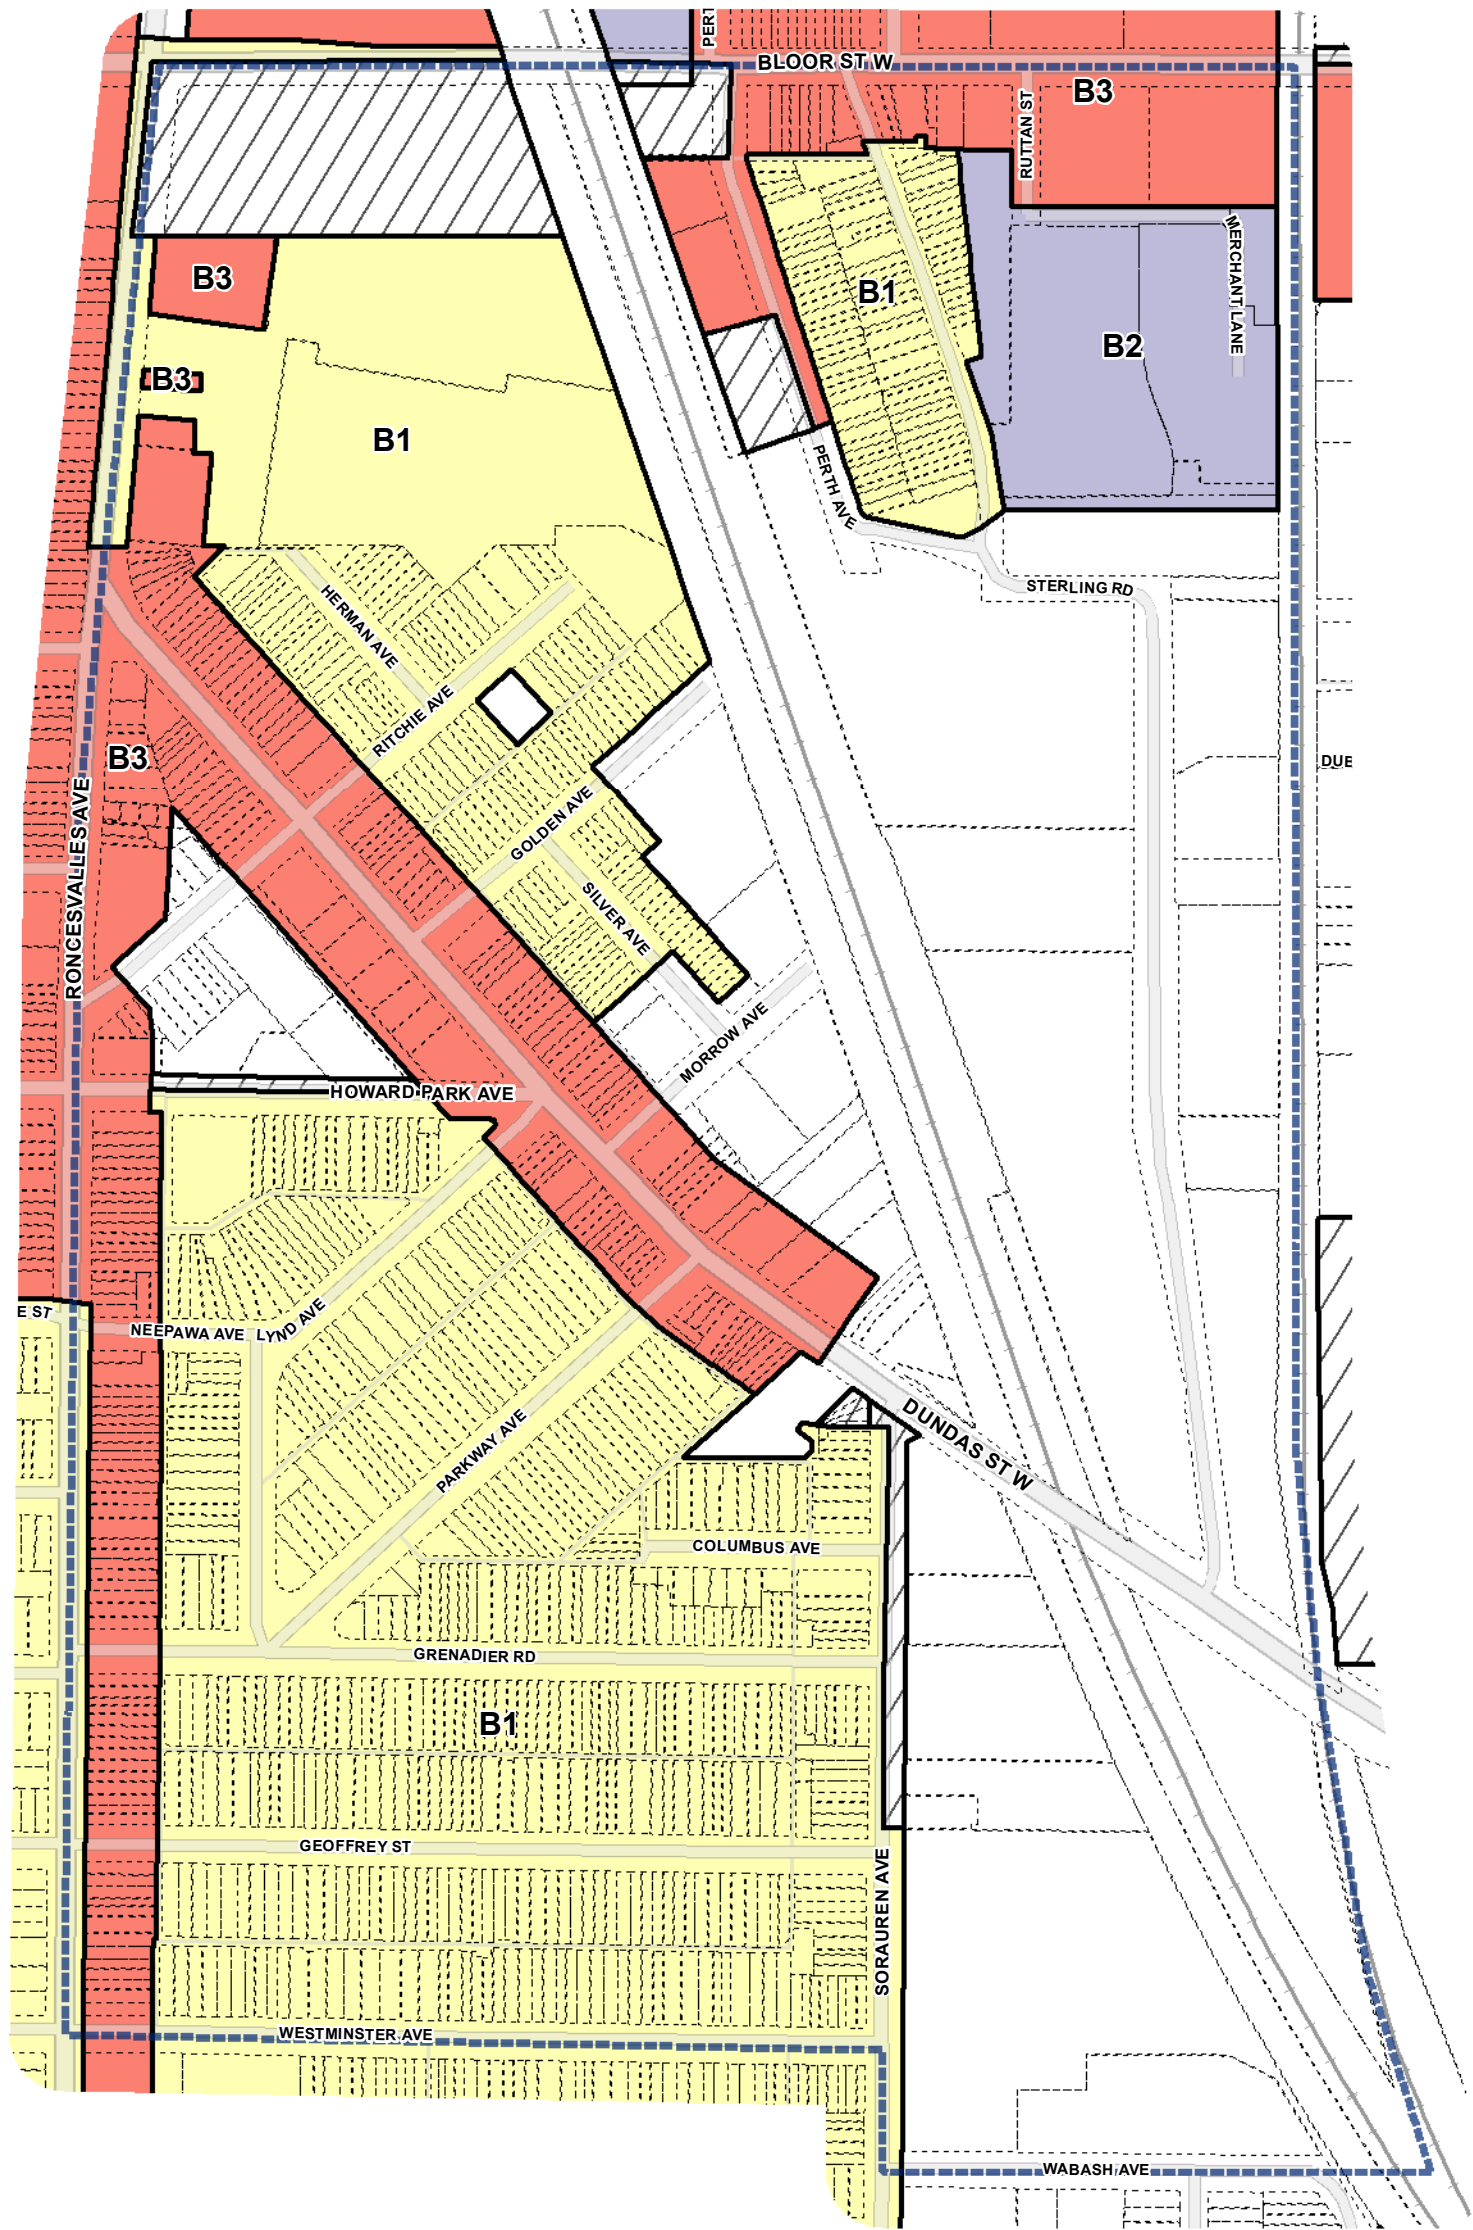 PERT
BLOOR ST W
B3
RUTTAN ST
MERCHANT LANE
B3
B1
B2
B3
B1
PERTH AVE
STERLING RD
HERMAN AVE
RITCHIE AVE
B3
DUE
GOLDEN AVE
RONCESVALLES AVE
SILVER AVE
MORROW AVE
HOWARD PARK AVE
E ST
NEEPAWA AVE
LYND AVE
PARKWAY AVE
DUNDAS ST W
COLUMBUS AVE
GRENADIER RD
B1
GEOFFREY ST
SORAUREN AVE
WESTMINSTER AVE
WABASH AVE